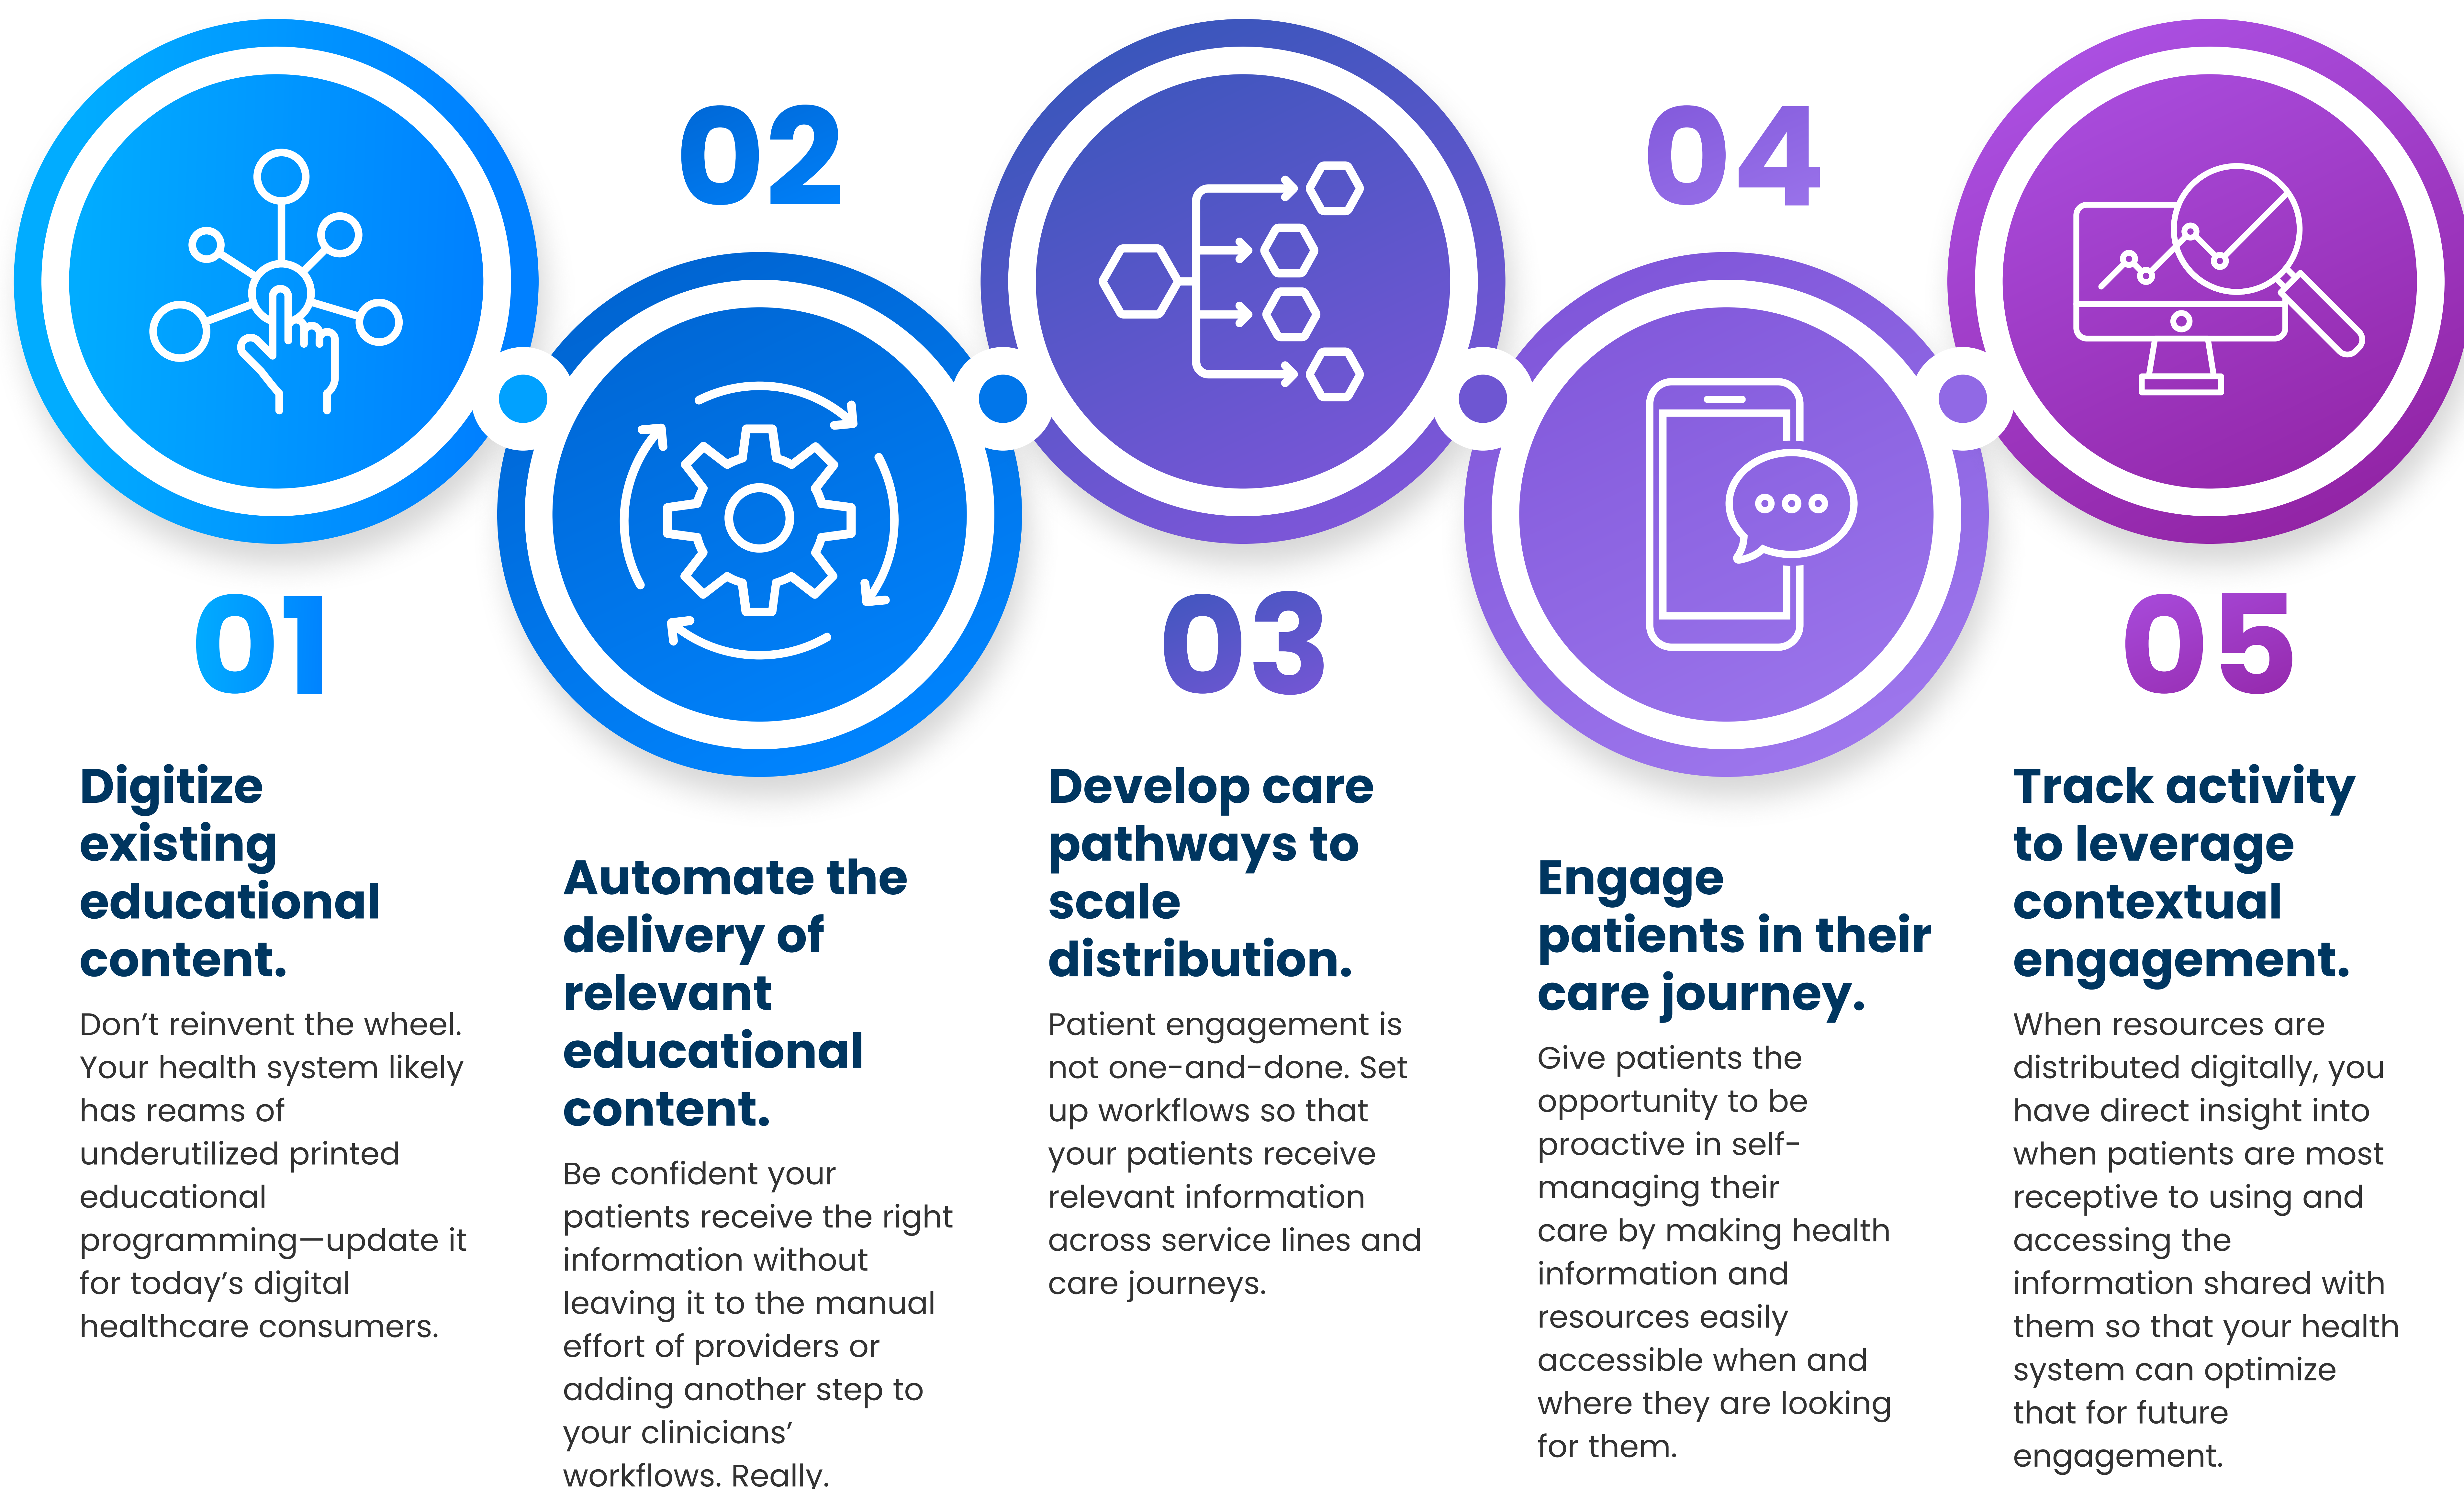 01
Digitize
existing
educational
content.
Don’t reinvent the wheel.
Your health system likely
has reams of
underutilized printed
educational
programming—update it
for today’s digital
healthcare consumers.
02
Automate the
delivery of
relevant
educational
content.
Be confident your
patients receive the right
information without
leaving it to the manual
effort of providers or
adding another step to
your clinicians’
workflows. Really.
03
Develop care
pathways to
scale
distribution.
Patient engagement is
not one-and-done. Set
up workflows so that
your patients receive
relevant information
across service lines and
care journeys.
04
Engage
patients in their
care journey.
Give patients the
opportunity to be
proactive in self-
managing their
care by making health
information and
resources easily
accessible when and
where they are looking
for them.
05
Track activity
to leverage
contextual
engagement.
When resources are
distributed digitally, you
have direct insight into
when patients are most
receptive to using and
accessing the
information shared with
them so that your health
system can optimize
that for future
engagement.